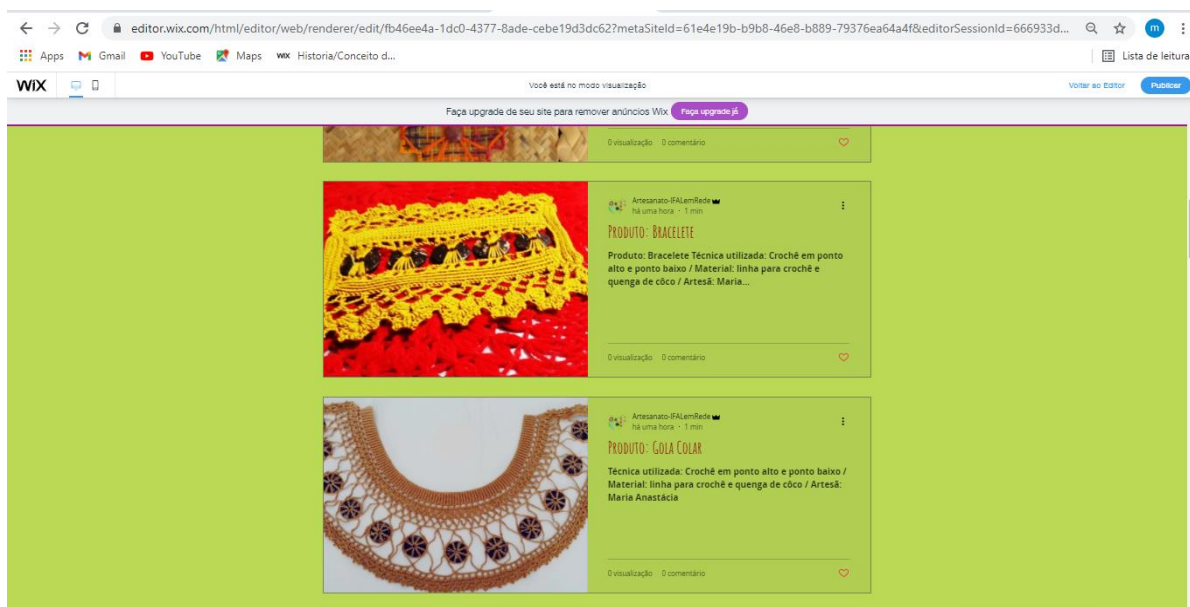 editor.wix.com/html/editor/web/renderer/edit/fb46ee4a-1dc0-4377-8ade-cebe19d3dc62?metaSiteId=61e4e19b-b9b8-46e8-b889-79376ea64a4f&editorSessionId=666933d...
m
Apps Gmail YouTube Maps WIX Historia/Conceito d... Lista de leitura
WiX Você está no modo visualização Voltar ao Editor Publicar
Faça upgrade de seu site para remover anúncios Wix Faça upgrade já
0 visualização 0 comentário
Artesanato-IFALemRede
há uma hora · 1 min
Produto: Bracelete
Produto: Bracelete Técnica utilizada: Crochê em ponto
alto e ponto baixo / Material: linha para crochê e
quenga de côco / Artesã: Maria...
0 visualização 0 comentário
Artesanato-IFALemRede
há uma hora · 1 min
Produto: Gola Colar
Técnica utilizada: Crochê em ponto alto e ponto baixo /
Material: linha para crochê e quenga de côco / Artesã:
Maria Anastácia
0 visualização 0 comentário